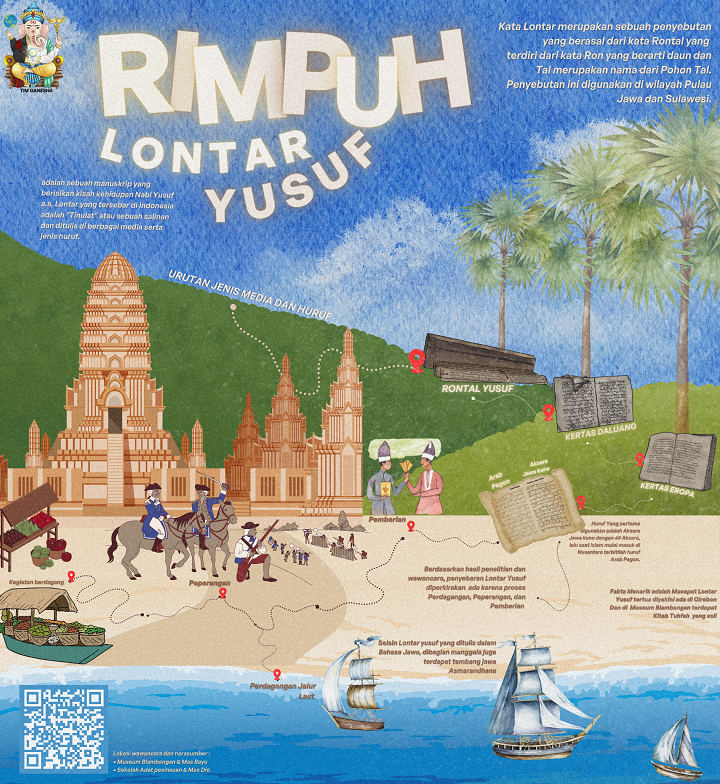 TIM GANESHA
RIMPUH
LONTAR
YUSUF
Kata Lontar merupakan sebuah penyebutan
yang berasal dari kata Rontal yang
terdiri dari kata Ron yang berarti daun dan
Tal merupakan nama dari Pohon Tal.
Penyebutan ini digunakan di wilayah Pulau
Jawa dan Sulawesi.
adalah sebuah manuskrip yang
berisikan kisah kehidupan Nabi Yusuf
a.s, Lontar yang tersebar di Indonesia
adalah "Tinulat" atau sebuah salinan
dan ditulis di berbagai media serta
jenis huruf.
URUTAN JENIS MEDIA DAN HURUF
RONTAL YUSUF
KERTAS DALUANG
KERTAS EROPA
Arab
Pegon
Aksara
Jawa kuno
Huruf Yang pertama
digunakan adalah Aksara
Jawa kuno dengan 48 Aksara,
lalu saat islam mulai masuk di
Nusantara terbitlah huruf
Arab Pegon.
Pemberian
Kegiatan berdagang
Peperangan
Berdasarkan hasil penelitian dan
wawancara, penyebaran Lontar Yusuf
diperkirakan ada karena proses
Perdagangan, Peperangan, dan
Pemberian
Fakta Menarik adalah Macapat Lontar
Yusuf tertua diyakini ada di Cirebon
Dan di Museum Blambangan terdapat
Kitab Tuhfah yang asli
Selain Lontar yusuf yang ditulis dalam
Bahasa Jawa, dibagian manggala juga
terdapat tembang jawa
Asmarandhana
Perdagangan Jalur
Laut
Lokasi wawancara dan narasumber :
• Museum Blambangan & Mas Bayu
• Sekolah Adat pesinauan & Mas Dio